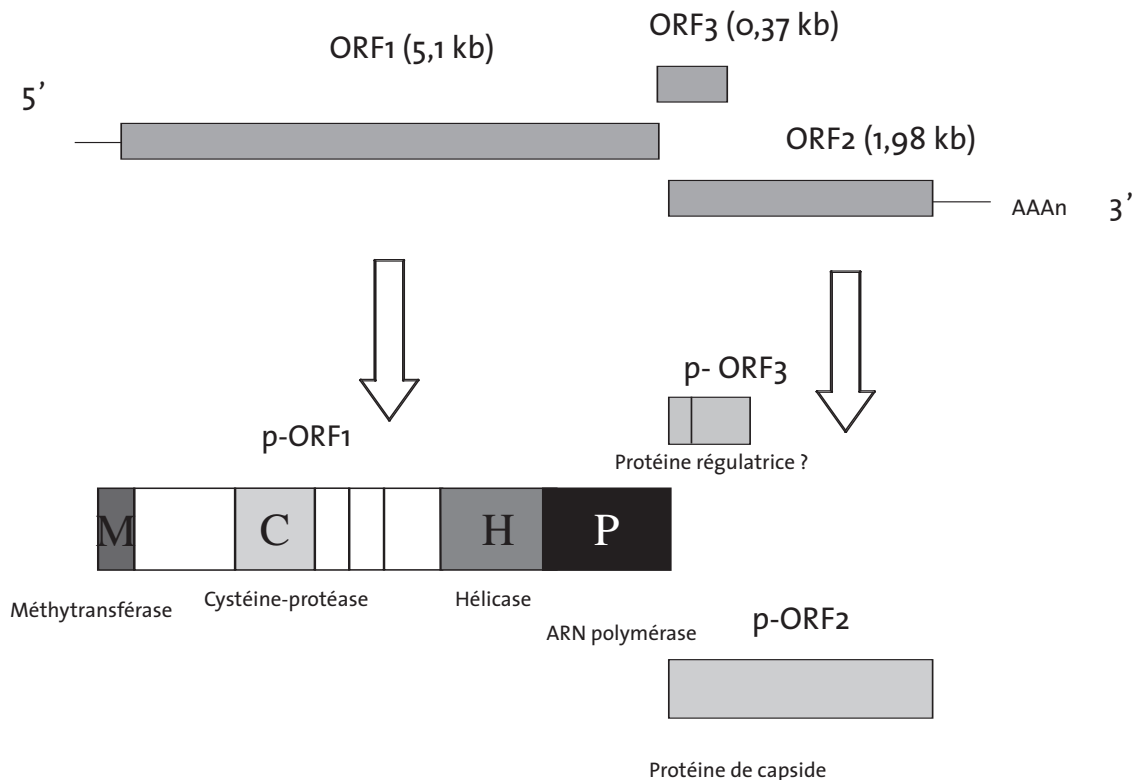 ORF3 (0,37 kb)
ORF1 (5,1 kb)
5’
ORF2 (1,98 kb)
AAAn 3’
p- ORF3
p-ORF1
Protéine régulatrice ?
M C H P
Méthytransférase Cystéine-protéase Hélicase
ARN polymérase
p-ORF2
Protéine de capside